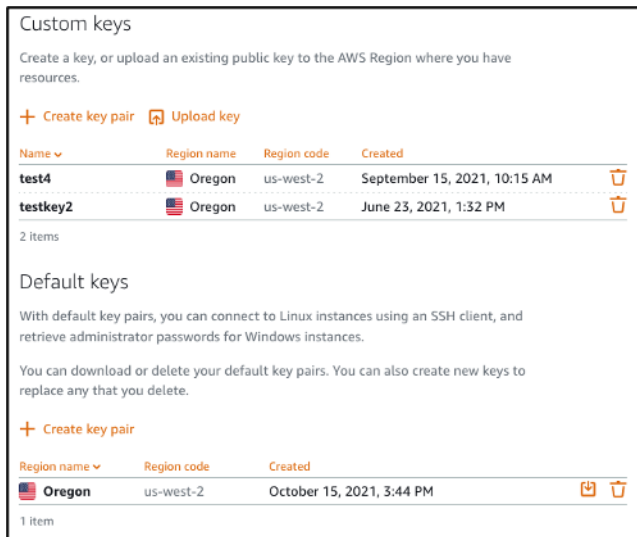 Custom keys
Create a key, or upload an existing public key to the AWS Region where you have
resources.
Create key pair Upload key
Name Region name Region code Created
test4 Oregon us-west-2 September 15, 2021, 10:15 AM
testkey2 Oregon us-west-2 June 23, 2021, 1:32 PM
2 items
Default keys
With default key pairs, you can connect to Linux instances using an SSH client, and
retrieve administrator passwords for Windows instances.
You can download or delete your default key pairs. You can also create new keys to
replace any that you delete.
Create key pair
Region name Region code Created
Oregon us-west-2 October 15, 2021, 3:44 PM
1 item